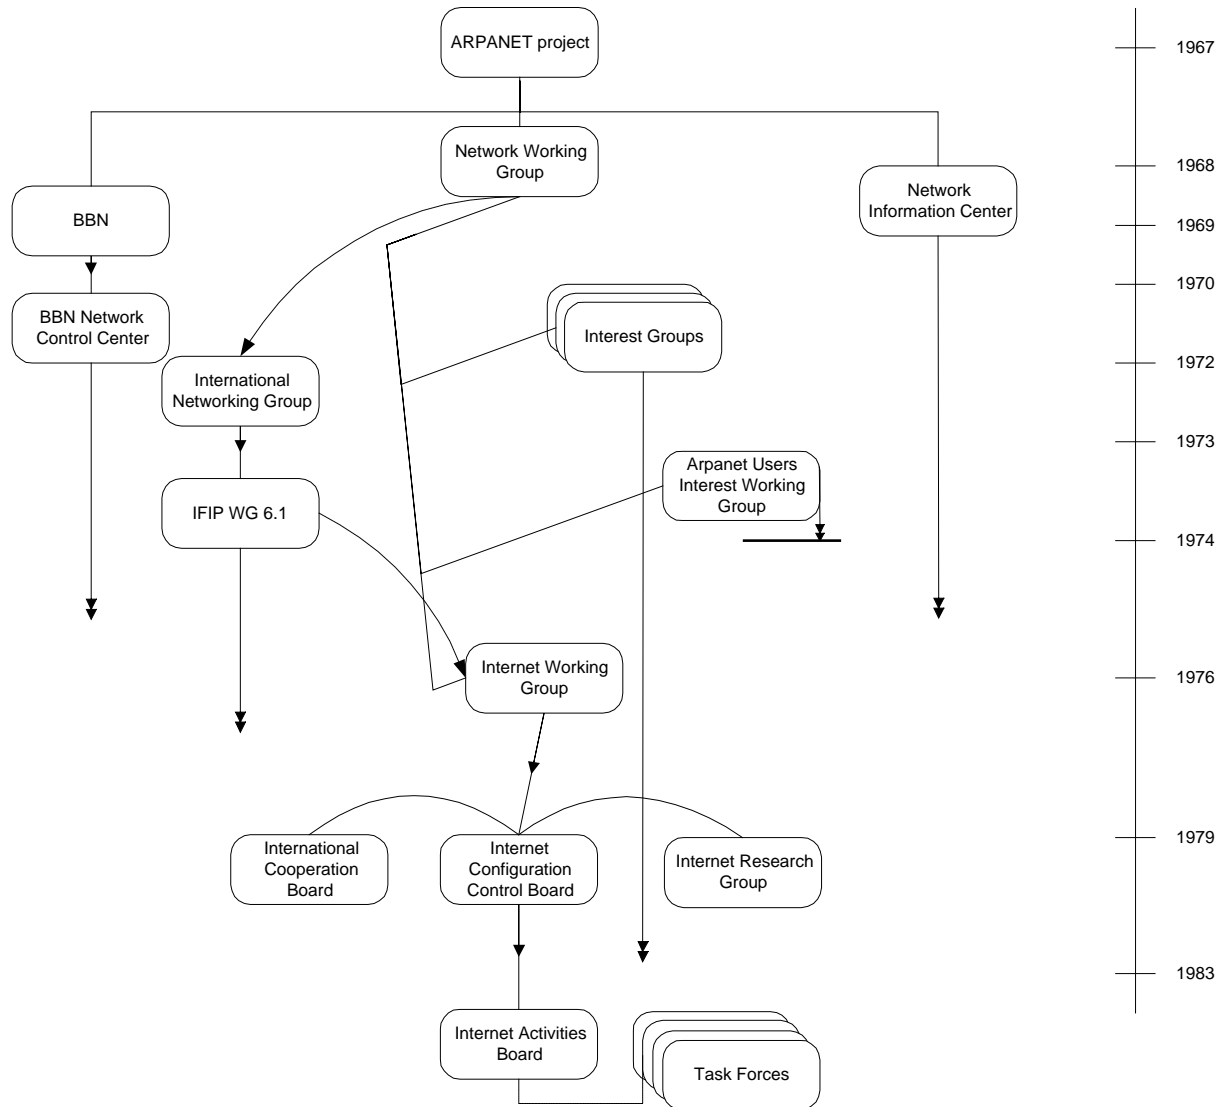 ARPANET project
1967
Network Working
Group
1968
Network
Information Center
BBN
1969
1970
BBN Network
Control Center
Interest Groups
1972
International
Networking Group
1973
Arpanet Users
Interest Working
Group
IFIP WG 6.1
1974
Internet Working
Group
1976
International
Cooperation
Board
Internet
Configuration
Control Board
Internet Research
Group
1979
1983
Internet Activities
Board
Task Forces